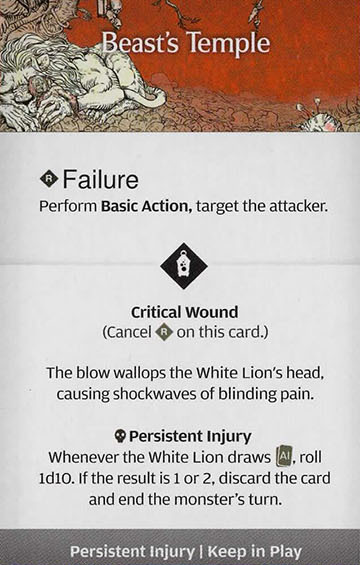 Beast's Temple
R Failure
Perform Basic Action, target the attacker.
Critical Wound
(Cancel R on this card.)
The blow wallops the White Lion's head,
causing shockwaves of blinding pain.
Persistent Injury
Whenever the White Lion draws AI, roll
1d10. If the result is 1 or 2, discard the card
and end the monster's turn.
Persistent Injury | Keep in Play